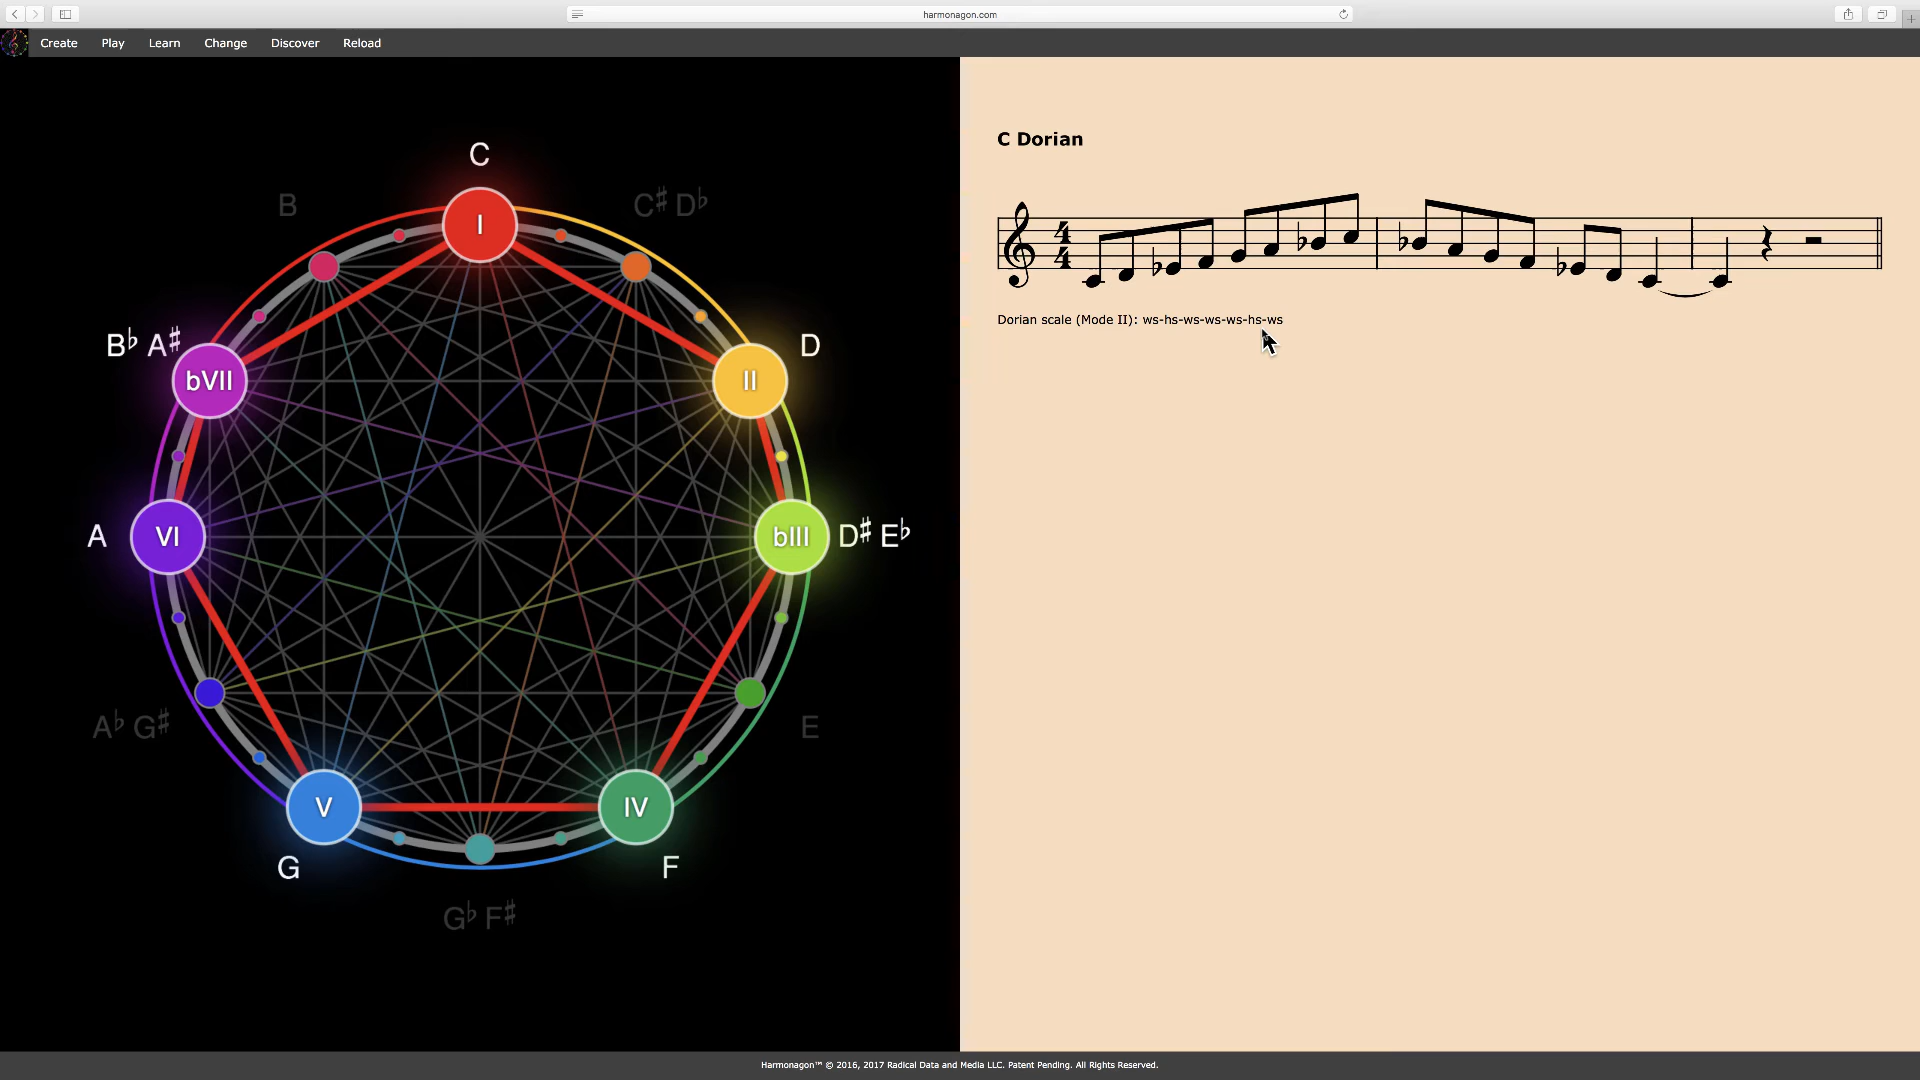 harmonagon.com
Create Play Learn Change Discover Reload
C
B
C♯ D♭
I
B♭ A♯
bVII
II
D
A
VI
bIII
D♯ E♭
A♭ G♯
E
V
IV
G
F
G♭ F♯
C Dorian
4
4
Dorian scale (Mode II): ws-hs-ws-ws-ws-hs-ws
Harmonagon™ © 2016, 2017 Radical Data and Media LLC. Patent Pending. All Rights Reserved.